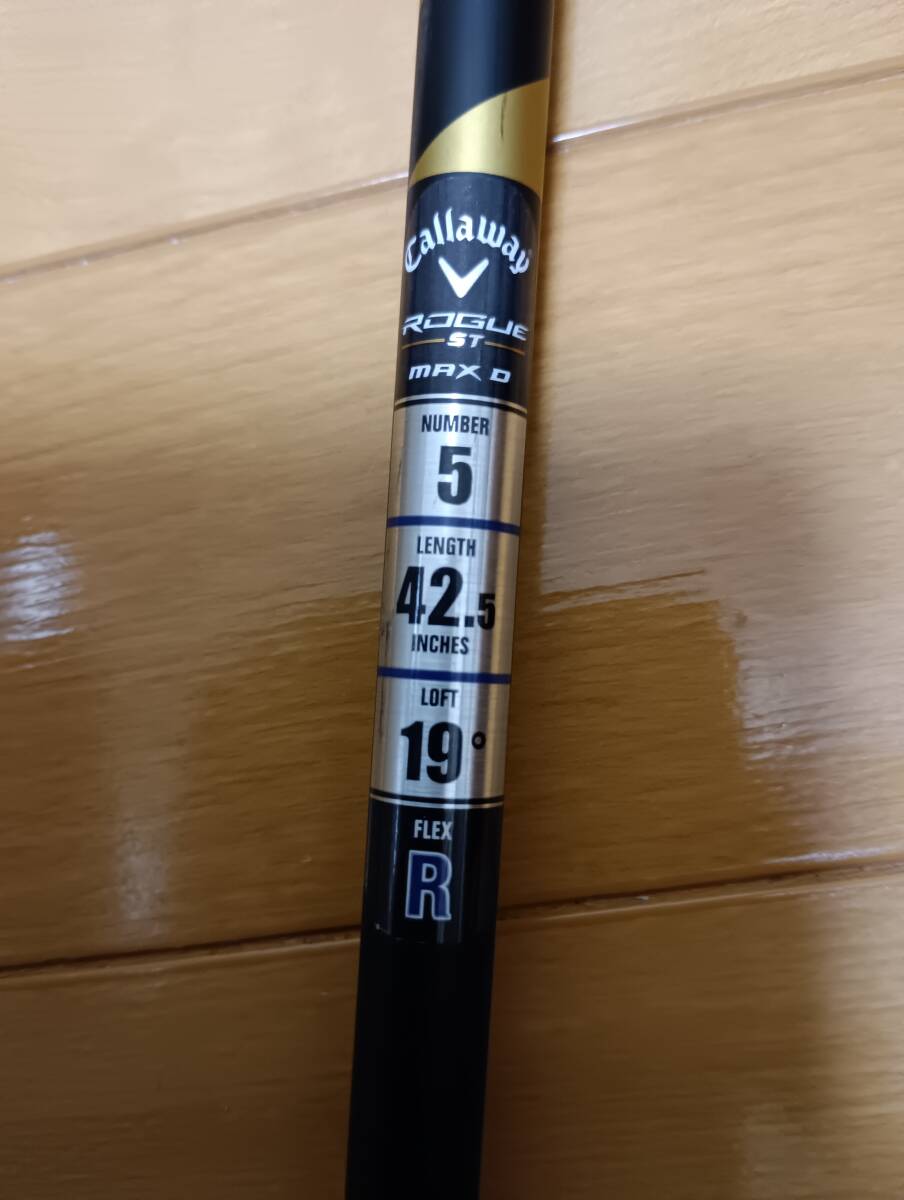 Callaway
ROGUE
ST
MAX D
NUMBER
5
LENGTH
42.5
INCHES
LOFT
19°
FLEX
R